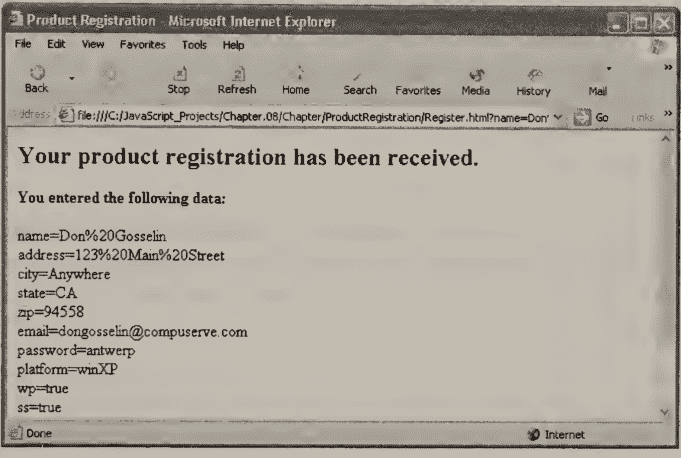 Product Registration - Microsoft Internet Explorer
File Edit View Favorites Tools Help
Back Stop Refresh Home Search Favorites Media History Mail »
Address file:///C:/JavaScript_Projects/Chapter.08/Chapter/ProductRegistration/Register.html?name=Don' Go Links »
Your product registration has been received.
You entered the following data:
name=Don%20Gosselin
address=123%20Main%20Street
city=Anywhere
state=CA
zip=94558
email=dongosselin@compuserve.com
password=antwerp
platform=winXP
wp=true
ss=true
Done Internet